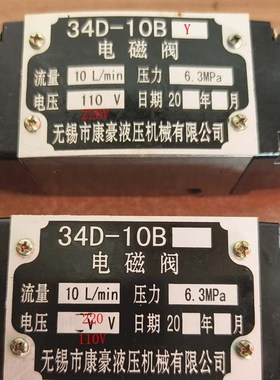 34D-10B Y
电磁阀
流量 10 L/min 压力 6.3MPa
电压 110 V 日期 20 年 月
220V
无锡市康豪液压机械有限公司
34D-10B
电磁阀
流量 10 L/min 压力 6.3MPa
220
电压 V 日期 20 年 月
110V
无锡市康豪液压机械有限公司